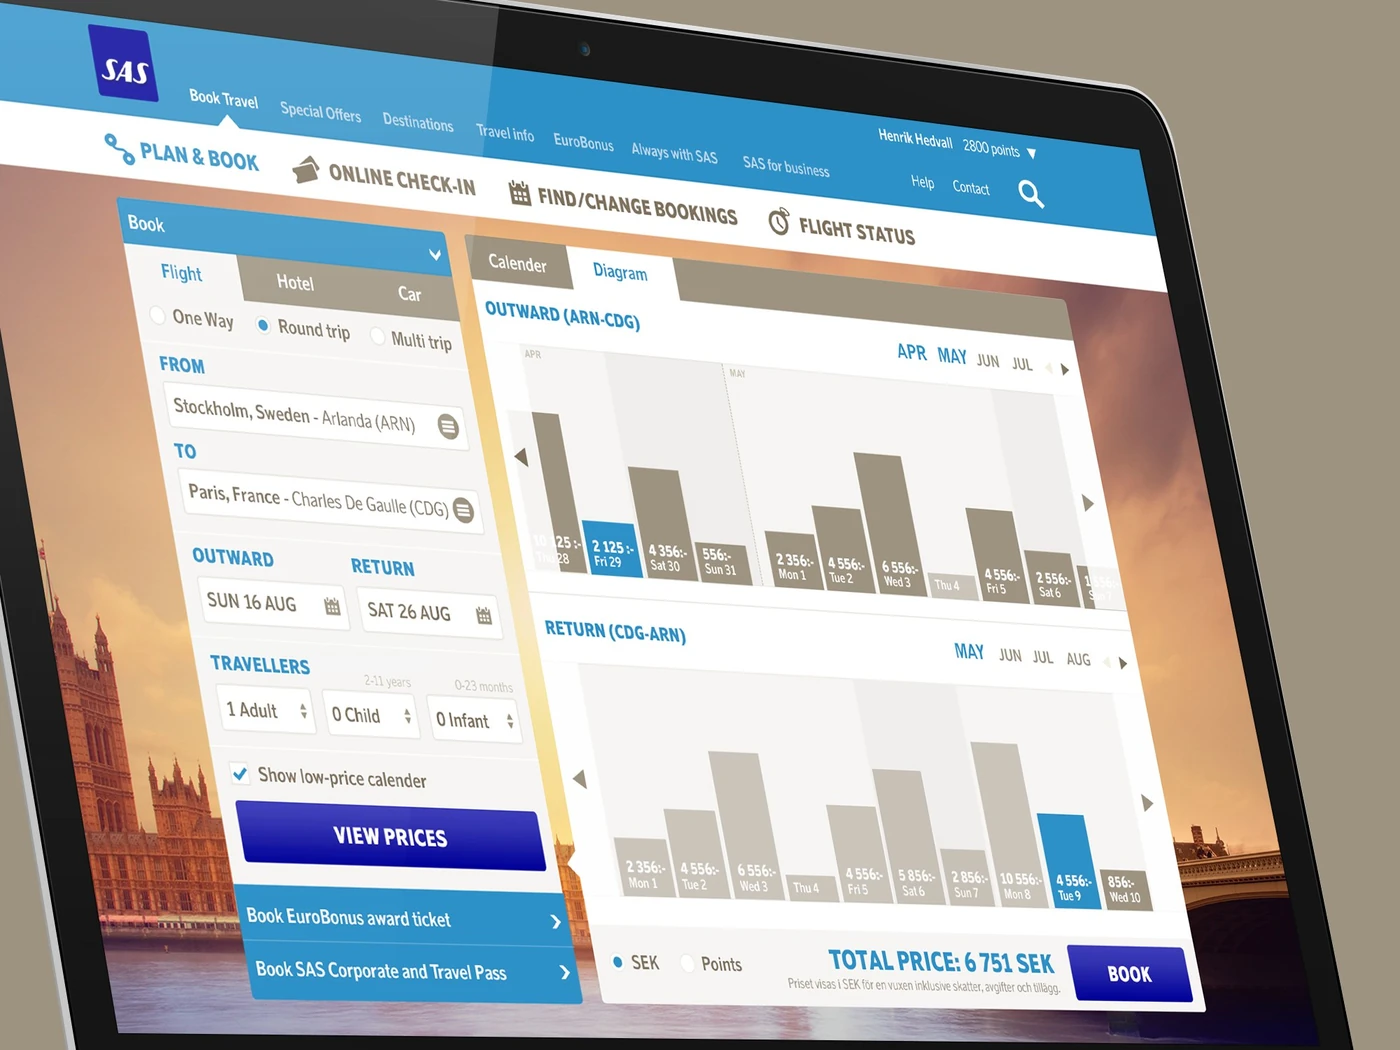 SAS
Book Travel
Special Offers
Destinations
Travel info
EuroBonus
Always with SAS
SAS for business
Henrik Hedvall 2800 points
Help
Contact
PLAN & BOOK
ONLINE CHECK-IN
FIND/CHANGE BOOKINGS
FLIGHT STATUS
Book
Flight
Hotel
Car
One Way
Round trip
Multi trip
FROM
Stockholm, Sweden - Arlanda (ARN)
TO
Paris, France - Charles De Gaulle (CDG)
OUTWARD
RETURN
SUN 16 AUG
SAT 26 AUG
TRAVELLERS
2-11 years
0-23 months
1 Adult
0 Child
0 Infant
Show low-price calender
VIEW PRICES
Book EuroBonus award ticket
Book SAS Corporate and Travel Pass
Calender
Diagram
OUTWARD (ARN-CDG)
APR MAY JUN JUL
APR
MAY
10 125 :-
Thu 28
2 125 :-
Fri 29
4 356:-
Sat 30
556:-
Sun 31
2 356:-
Mon 1
4 556:-
Tue 2
6 556:-
Wed 3
Thu 4
4 556:-
Fri 5
2 556:-
Sat 6
RETURN (CDG-ARN)
MAY JUN JUL AUG
2 356:-
Mon 1
4 556:-
Tue 2
6 556:-
Wed 3
Thu 4
4 556:-
Fri 5
5 856:-
Sat 6
2 856:-
Sun 7
10 556:-
Mon 8
4 556:-
Tue 9
856:-
Wed 10
SEK
Points
TOTAL PRICE: 6 751 SEK
Priset visas i SEK för en vuxen inklusive skatter, avgifter och tillägg.
BOOK